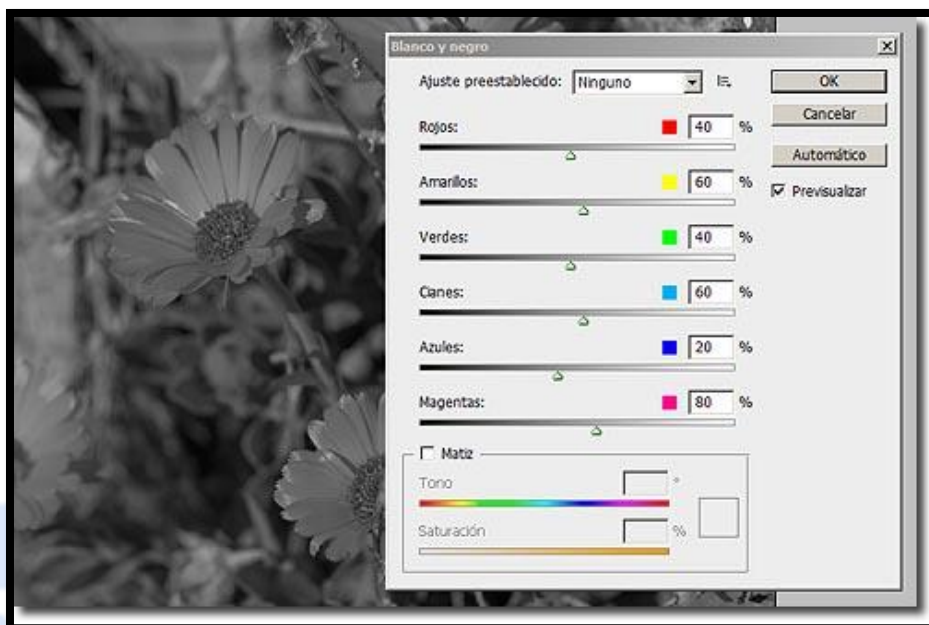 Blanco y negro
Ajuste preestablecido: Ninguno
OK
Cancelar
Automático
Previsualizar
Rojos: 40 %
Amarillos: 60 %
Verdes: 40 %
Cianes: 60 %
Azules: 20 %
Magentas: 80 %
Matiz
Tono °
Saturación %